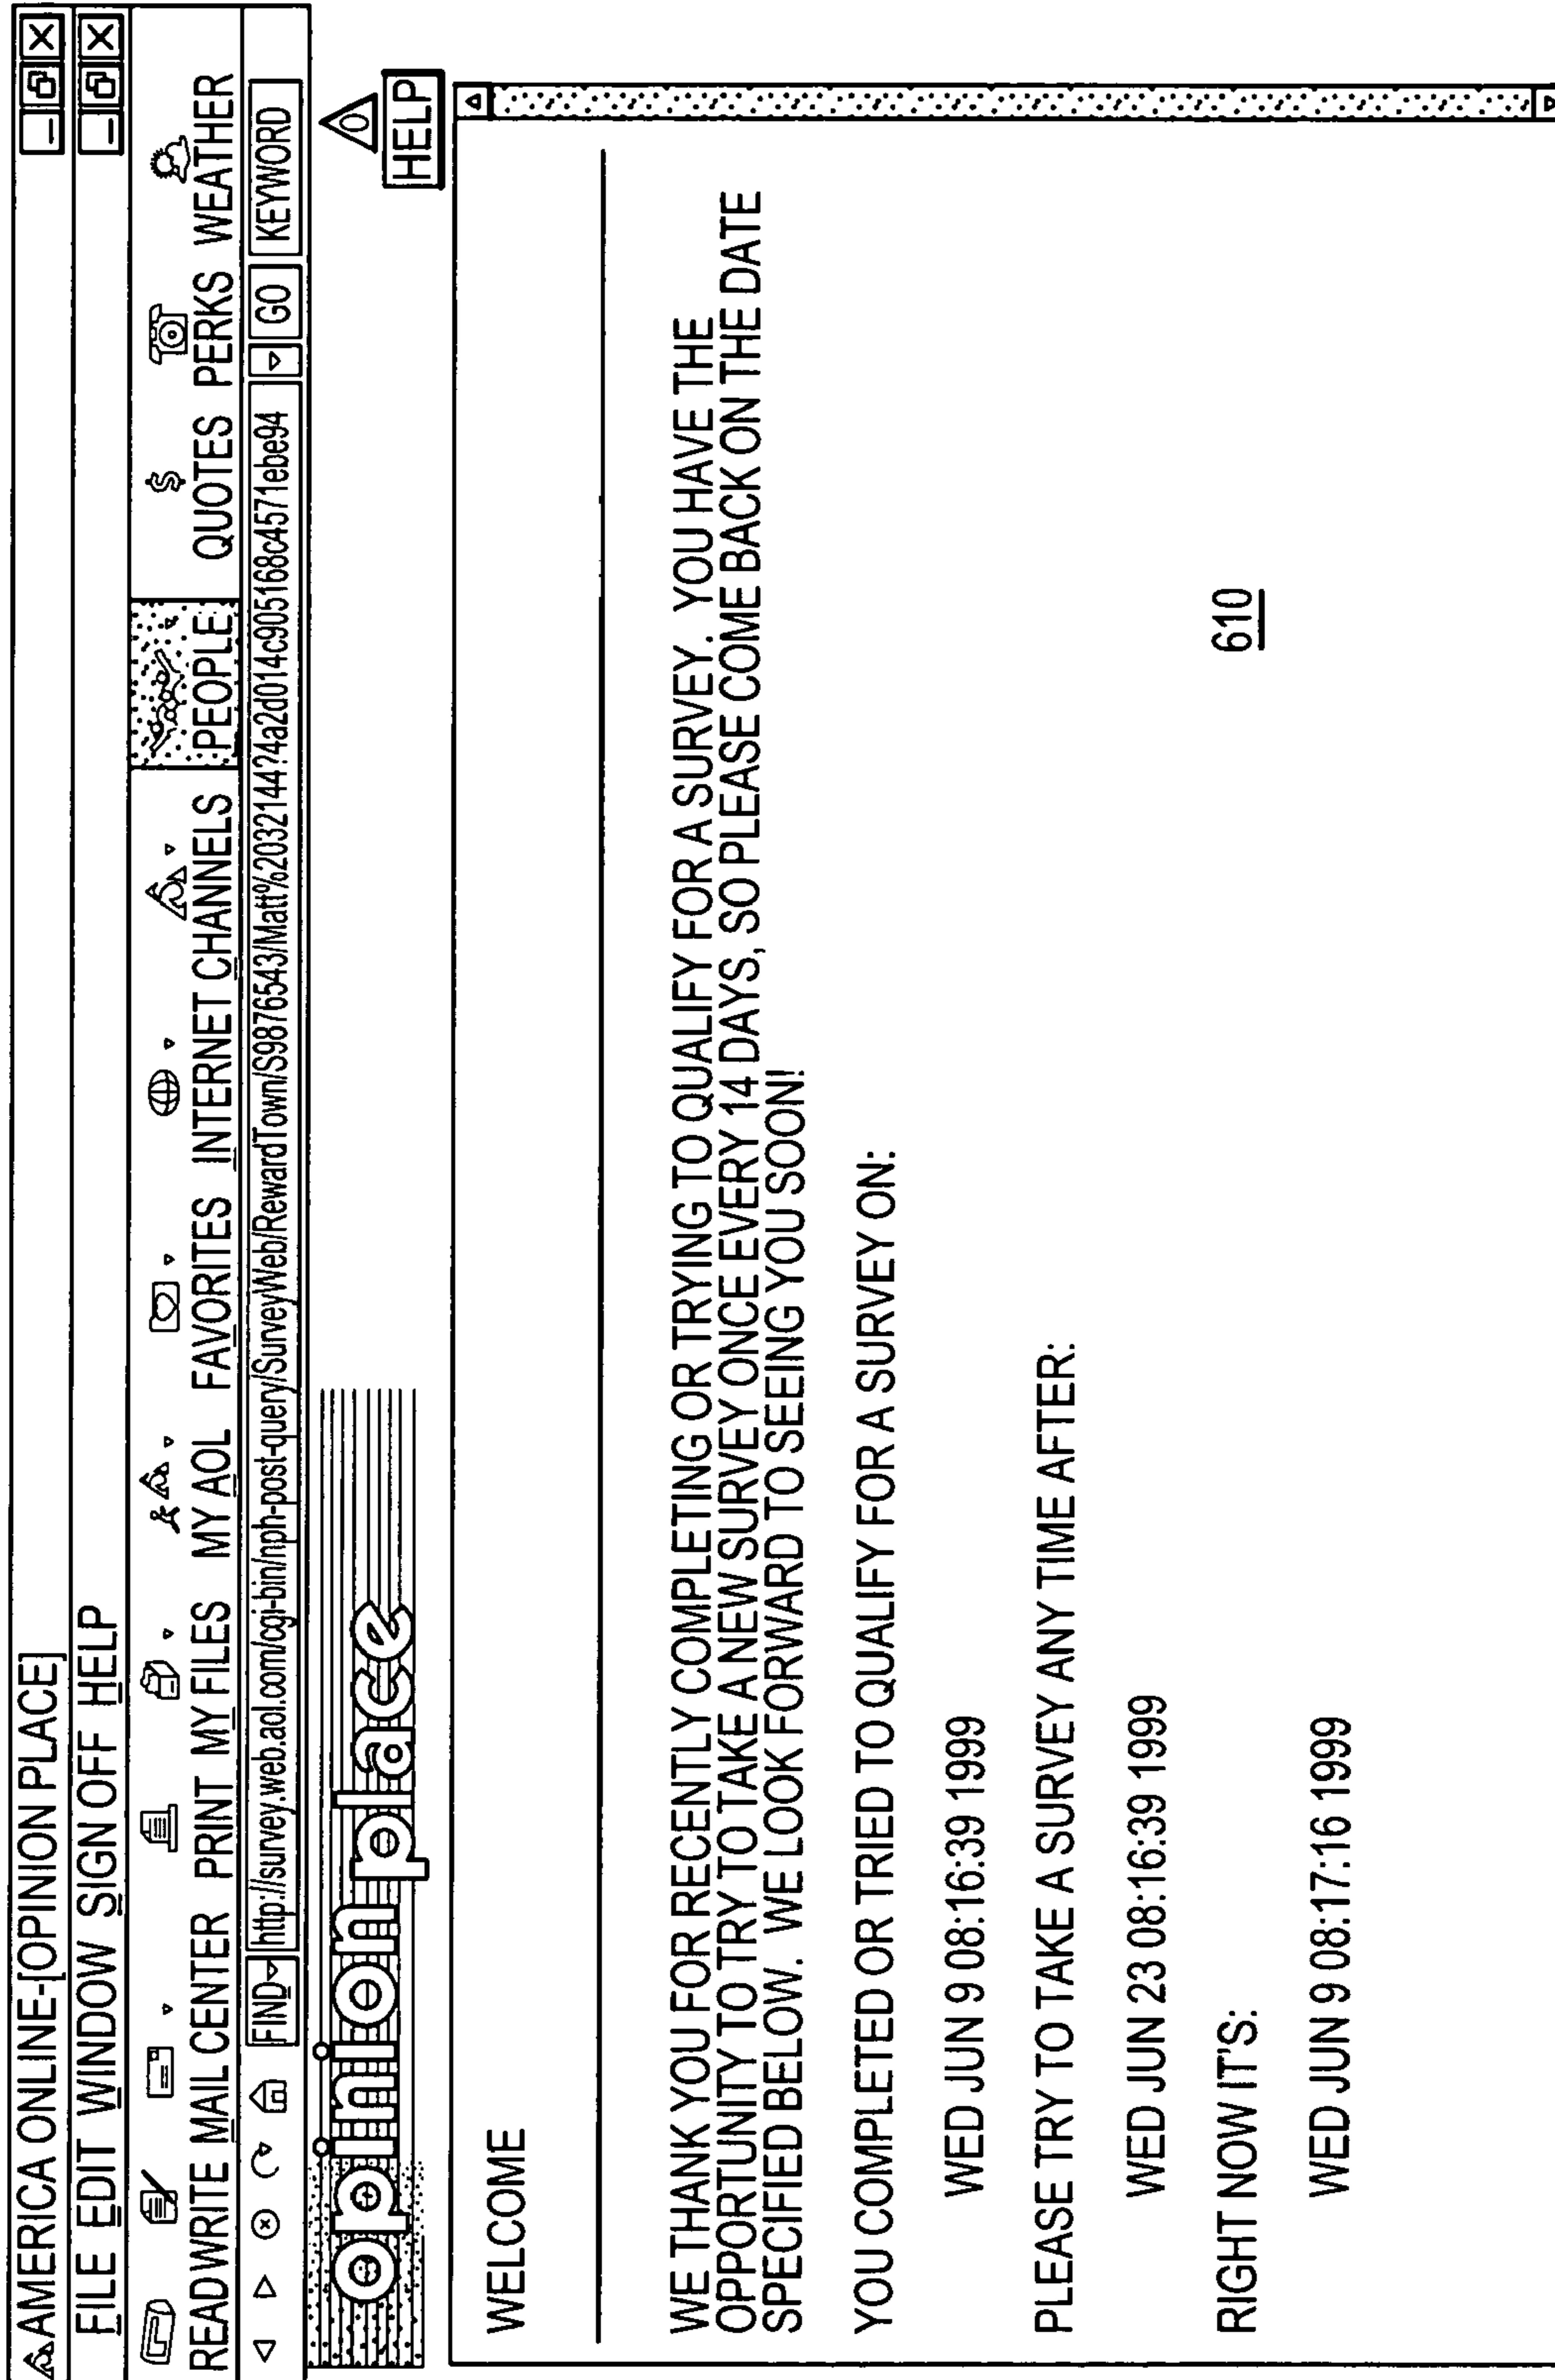 AMERICA ONLINE-[OPINION PLACE]
FILE EDIT WINDOW SIGN OFF HELP
READ WRITE MAIL CENTER PRINT MY FILES MY AOL FAVORITES INTERNET CHANNELS PEOPLE QUOTES PERKS WEATHER
FIND http://survey.web.aol.com/cgi-bin/nph-post-query/SurveyWeb/RewardTown/S9876543/Matt%2032144?4a2d014c905168c4571ebe94 GO KEYWORD
opinion place
HELP
WELCOME
WE THANK YOU FOR RECENTLY COMPLETING OR TRYING TO QUALIFY FOR A SURVEY. YOU HAVE THE
OPPORTUNITY TO TRY TO TAKE A NEW SURVEY ONCE EVERY 14 DAYS, SO PLEASE COME BACK ON THE DATE
SPECIFIED BELOW. WE LOOK FORWARD TO SEEING YOU SOON!
YOU COMPLETED OR TRIED TO QUALIFY FOR A SURVEY ON:
WED JUN 9 08:16:39 1999
PLEASE TRY TO TAKE A SURVEY ANY TIME AFTER:
WED JUN 23 08:16:39 1999
RIGHT NOW IT'S:
WED JUN 9 08:17:16 1999
610